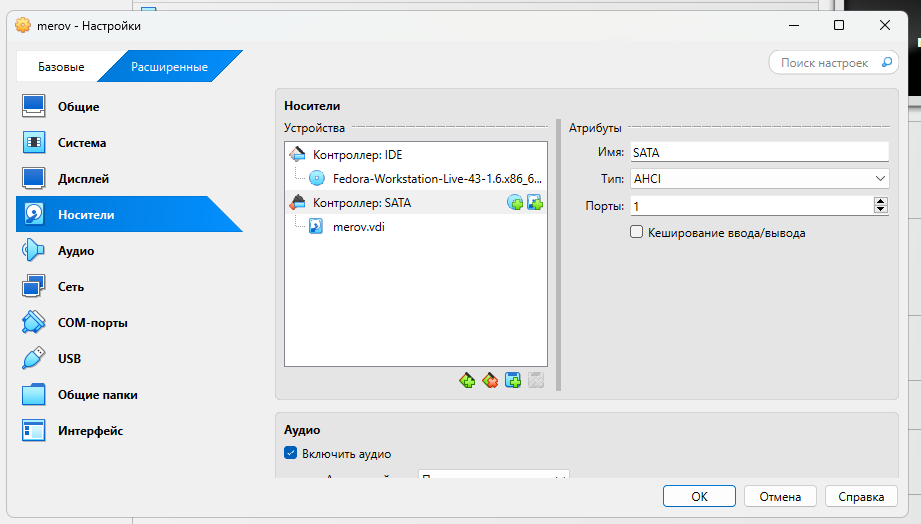 merov - Настройки
Базовые
Расширенные
Поиск настроек
Общие
Система
Дисплей
Носители
Аудио
Сеть
COM-порты
USB
Общие папки
Интерфейс
Носители
Устройства
Контроллер: IDE
Fedora-Workstation-Live-43-1.6.x86_6...
Контроллер: SATA
merov.vdi
Атрибуты
Имя: SATA
Тип: AHCI
Порты: 1
Кеширование ввода/вывода
Аудио
Включить аудио
OK
Отмена
Справка